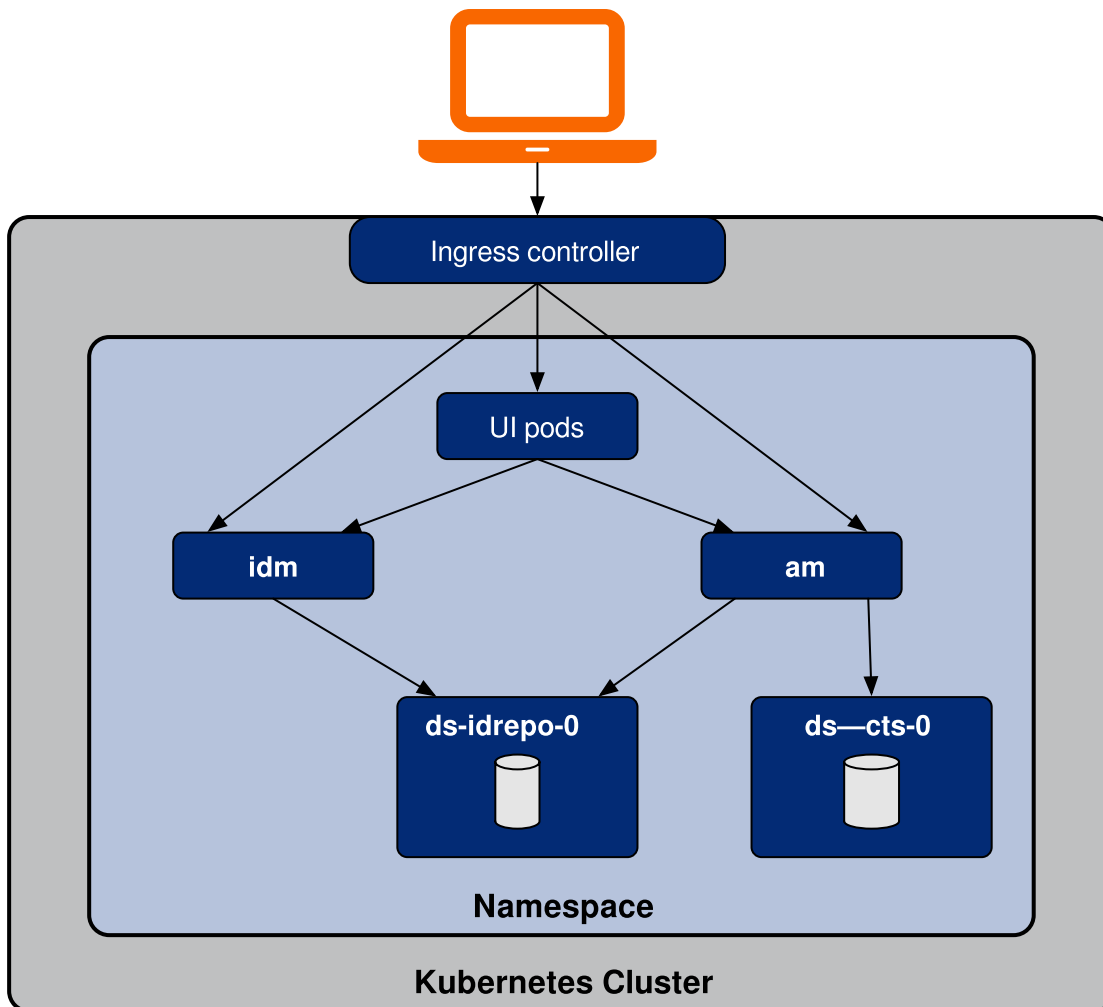 Ingress controller
UI pods
idm
am
ds-idrepo-0
ds—cts-0
Namespace
Kubernetes Cluster